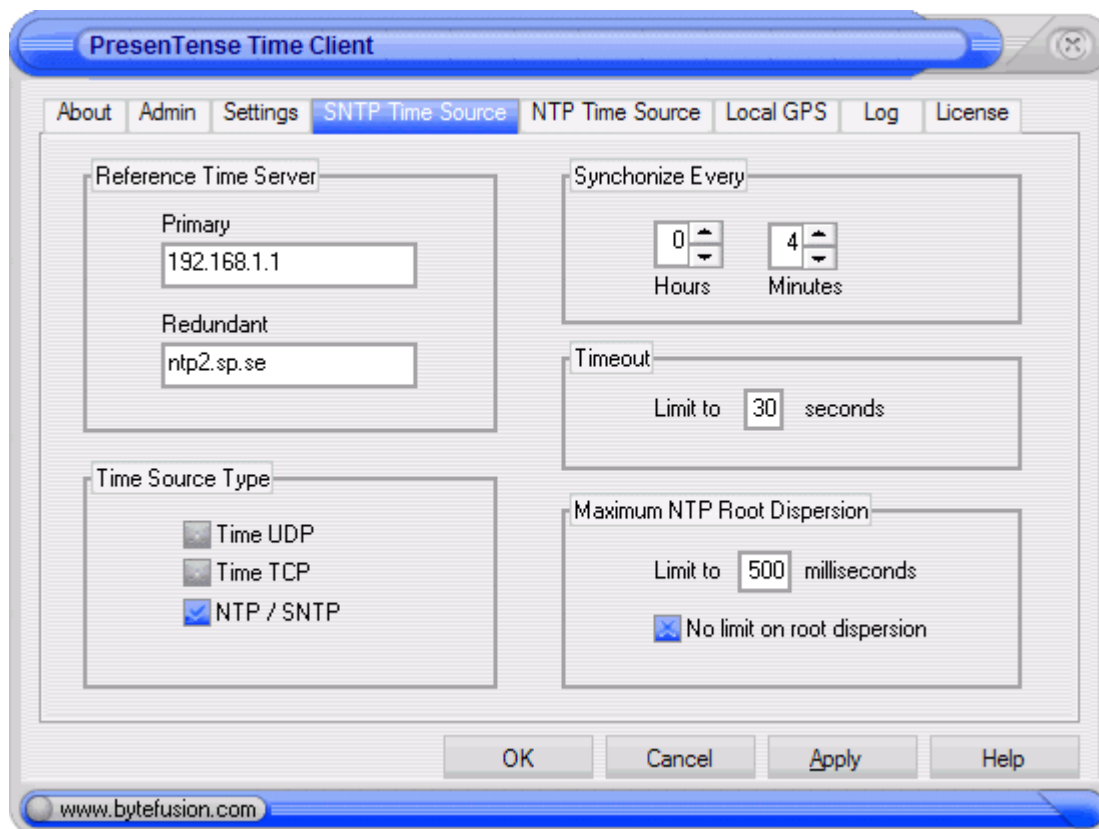 PresenTense Time Client
About Admin Settings SNTP Time Source NTP Time Source Local GPS Log License
Reference Time Server
Primary
192.168.1.1
Redundant
ntp2.sp.se
Time Source Type
Time UDP
Time TCP
NTP / SNTP
Synchonize Every
0 4
Hours Minutes
Timeout
Limit to 30 seconds
Maximum NTP Root Dispersion
Limit to 500 milliseconds
No limit on root dispersion
OK Cancel Apply Help
www.bytefusion.com